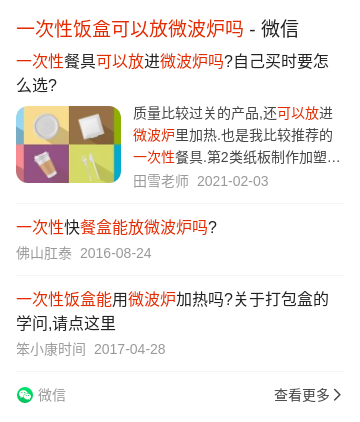 一次性饭盒可以放微波炉吗 - 微信
一次性餐具可以放进微波炉吗?自己买时要怎
么选?
质量比较过关的产品,还可以放进
微波炉里加热.也是我比较推荐的
一次性餐具.第2类纸板制作加塑...
田雪老师 2021-02-03
一次性快餐盒能放微波炉吗?
佛山肛泰 2016-08-24
一次性饭盒能用微波炉加热吗?关于打包盒的
学问,请点这里
笨小康时间 2017-04-28
微信
查看更多